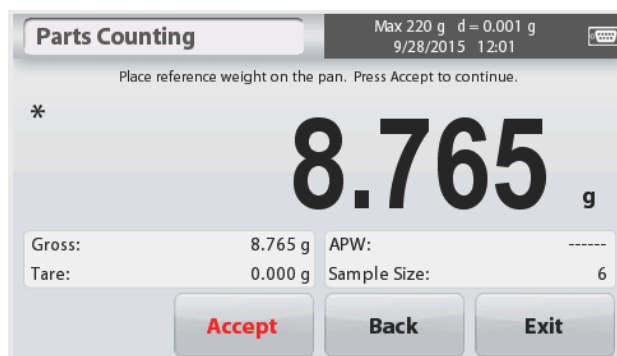 Parts Counting
Max 220 g d = 0.001 g
9/28/2015 12:01
Place reference weight on the pan. Press Accept to continue.
*
8.765 g
Gross: 8.765 g APW: ------
Tare: 0.000 g Sample Size: 6
Accept Back Exit